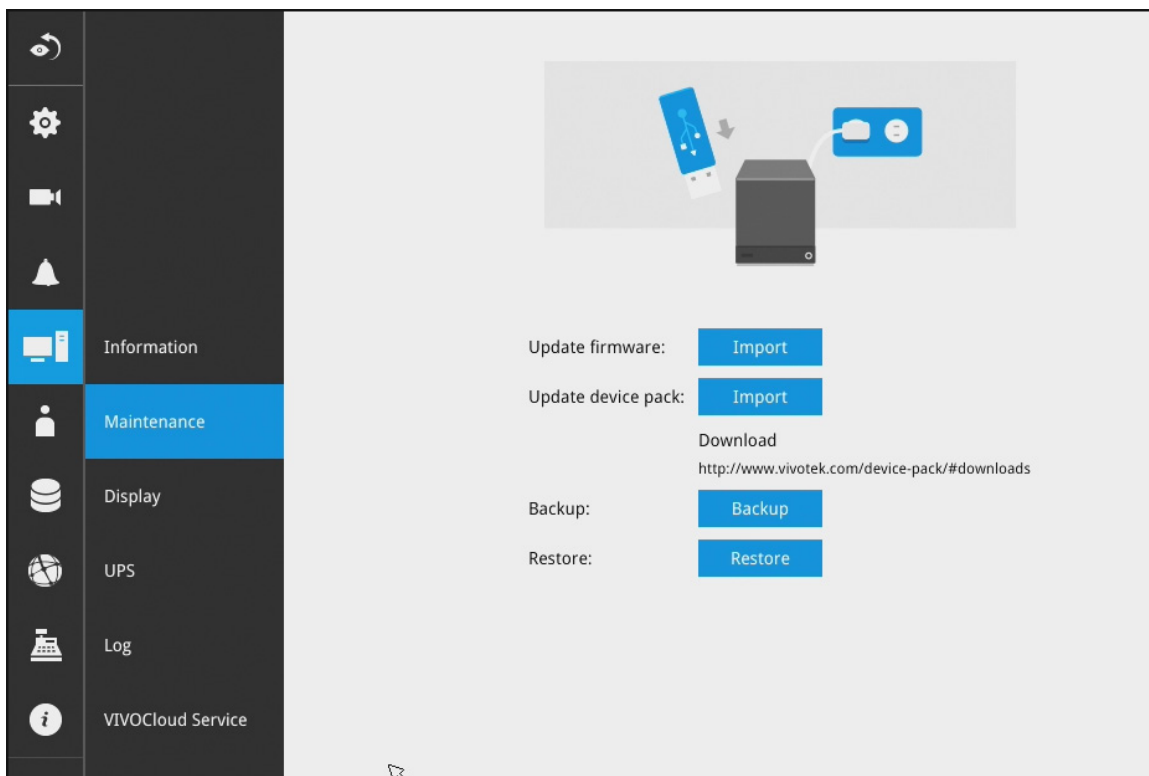 Information
Maintenance
Display
UPS
Log
VIVOCloud Service
Update firmware: Import
Update device pack: Import
Download
http://www.vivotek.com/device-pack/#downloads
Backup: Backup
Restore: Restore